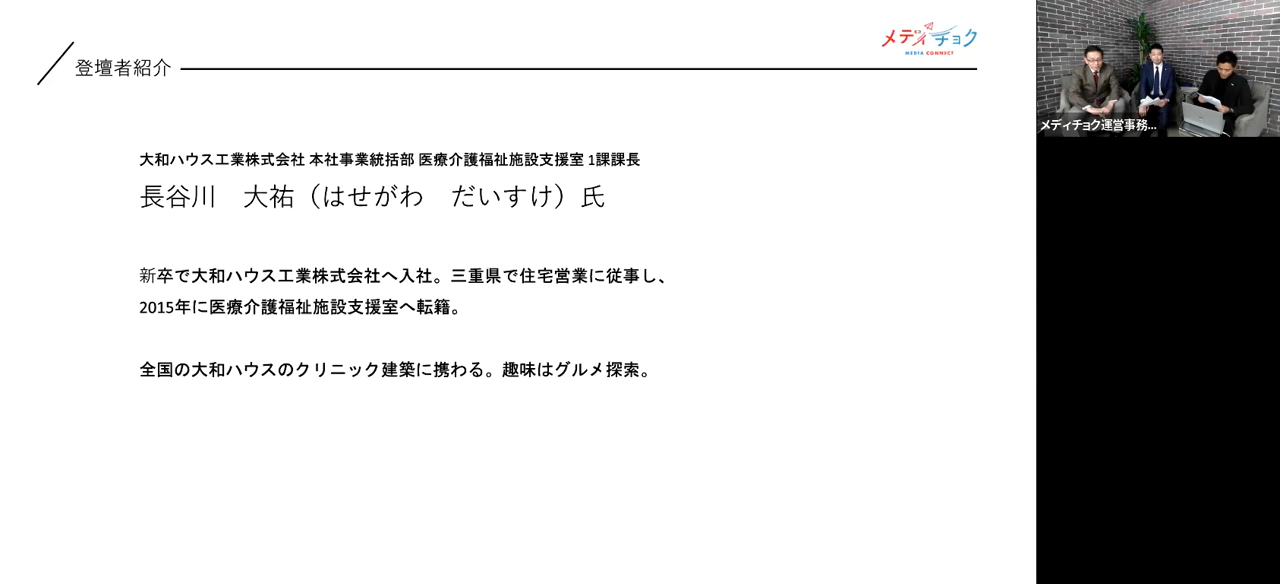 登壇者紹介
メディチョク
MEDIA CONNECT
大和ハウス工業株式会社 本社事業統括部 医療介護福祉施設支援室 1課課長
長谷川　大祐（はせがわ　だいすけ）氏
新卒で大和ハウス工業株式会社へ入社。三重県で住宅営業に従事し、
2015年に医療介護福祉施設支援室へ転籍。
全国の大和ハウスのクリニック建築に携わる。趣味はグルメ探索。
メディチョク運営事務...